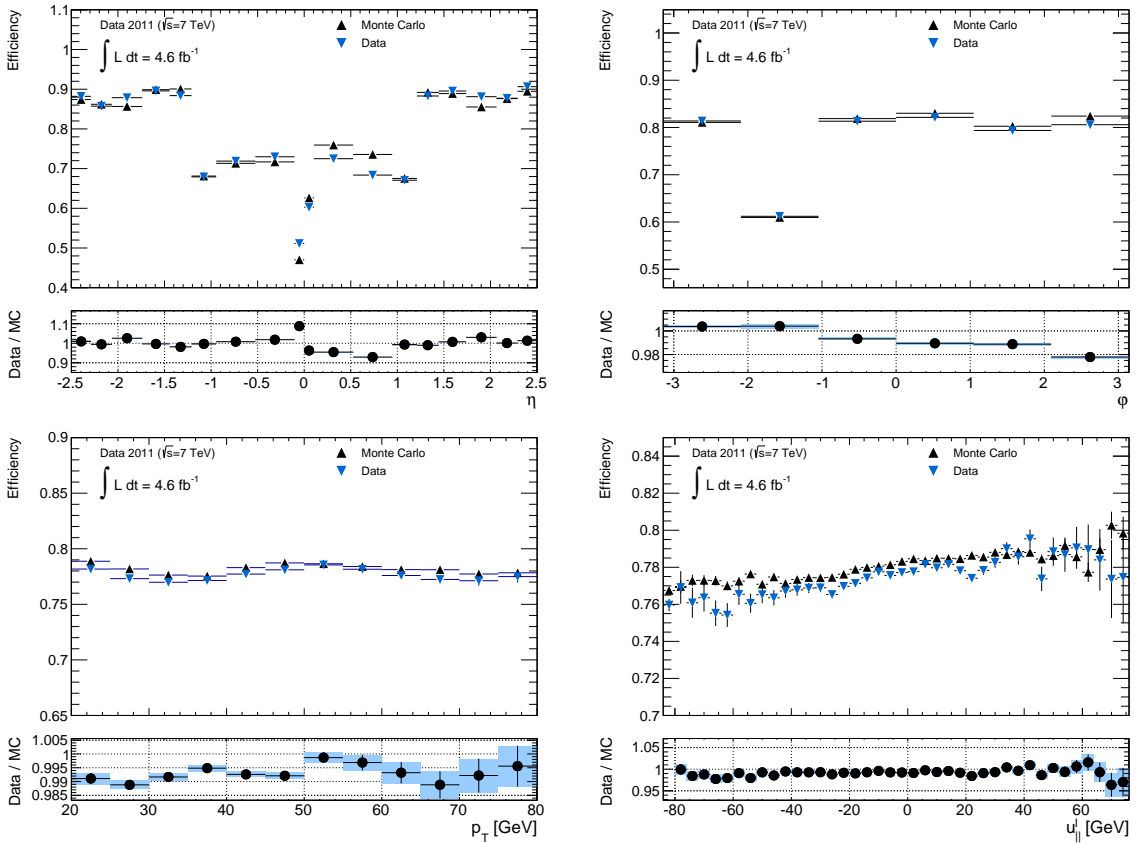 Efficiency
1.1
1
0.9
0.8
0.7
0.6
0.5
0.4
Data 2011 (√s=7 TeV)
∫ L dt = 4.6 fb⁻¹
Monte Carlo
Data
Data / MC
1.1
1
0.9
-2.5 -2 -1.5 -1 -0.5 0 0.5 1 1.5 2 2.5
η
Efficiency
1
0.9
0.8
0.7
0.6
0.5
Data 2011 (√s=7 TeV)
∫ L dt = 4.6 fb⁻¹
Monte Carlo
Data
Data / MC
1
0.98
-3 -2 -1 0 1 2 3
φ
Efficiency
0.9
0.85
0.8
0.75
0.7
0.65
Data 2011 (√s=7 TeV)
∫ L dt = 4.6 fb⁻¹
Monte Carlo
Data
Data / MC
1.005
1
0.995
0.99
0.985
20 30 40 50 60 70 80
p_T [GeV]
Efficiency
0.84
0.82
0.8
0.78
0.76
0.74
0.72
0.7
Data 2011 (√s=7 TeV)
∫ L dt = 4.6 fb⁻¹
Monte Carlo
Data
Data / MC
1.05
1
0.95
-80 -60 -40 -20 0 20 40 60
u_||^l [GeV]